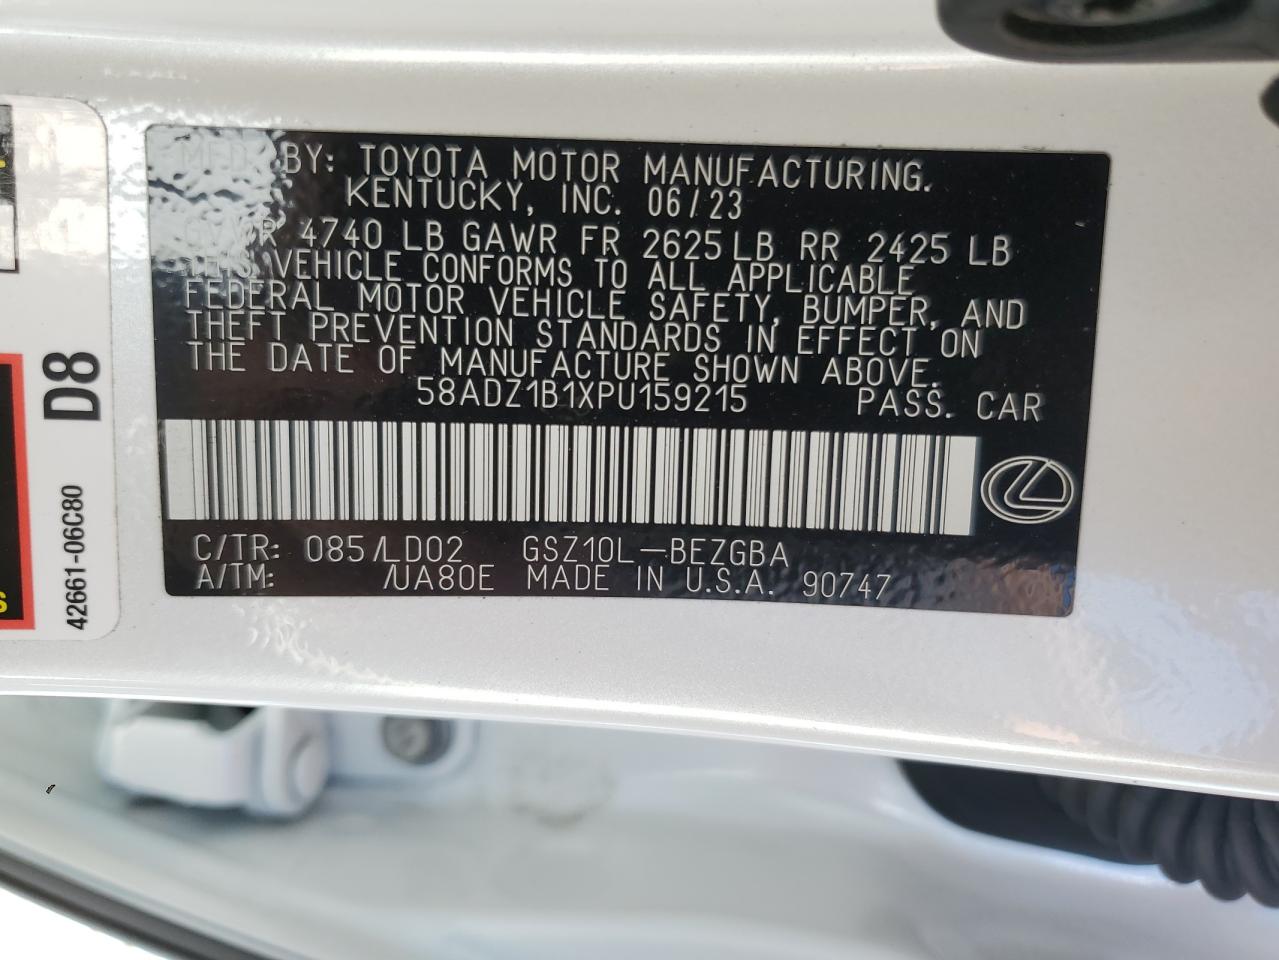 MFD. BY: TOYOTA MOTOR MANUFACTURING.
KENTUCKY, INC. 06/23
GVWR 4740 LB GAWR FR 2625 LB RR 2425 LB
THIS VEHICLE CONFORMS TO ALL APPLICABLE
FEDERAL MOTOR VEHICLE SAFETY, BUMPER, AND
THEFT PREVENTION STANDARDS IN EFFECT ON
THE DATE OF MANUFACTURE SHOWN ABOVE.
58ADZ1B1XPU159215 PASS. CAR
C/TR: 085/LD02 GSZ10L-BEZGBA
A/TM: /UA80E MADE IN U.S.A. 90747
D8
42661-06C80